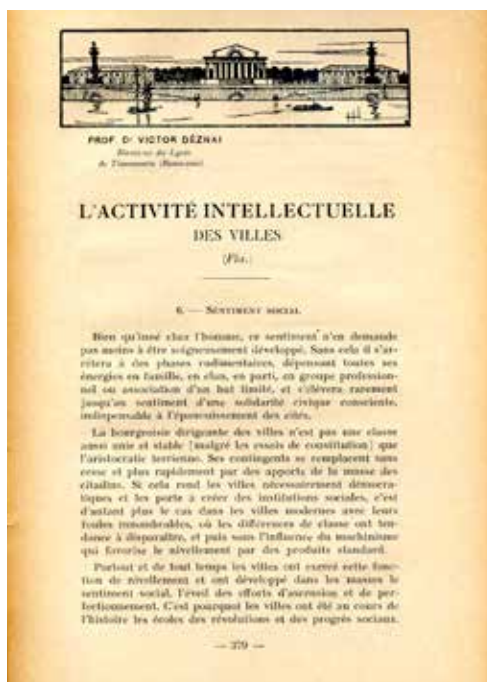 PROF. Dr VICTOR DÉZNAI
Directeur du Lycée
de Timosoara (Roumanie)
L'ACTIVITÉ INTELLECTUELLE
DES VILLES
(Fin.)
6. — SENTIMENT SOCIAL
Bien qu'inné chez l'homme, ce sentiment n'en demande
pas moins à être soigneusement développé. Sans cela il s'ar-
rêtera à des phases rudimentaires, dépensant toutes ses
énergies en famille, en clan, en parti, en groupe profession-
nel ou association d'un but limité, et s'élèvera rarement
jusqu'au sentiment d'une solidarité civique consciente,
indispensable à l'épanouissement des cités.
La bourgeoisie dirigeante des villes n'est pas une classe
aussi unie et stable (malgré les essais de constitution) que
l'aristocratie terrienne. Ses contingents se remplacent sans
cesse et plus rapidement par des apports de la masse des
citadins. Si cela rend les villes nécessairement démocra-
tiques et les porte à créer des institutions sociales, c'est
d'autant plus le cas dans les villes modernes avec leurs
foules innombrables, où les différences de classe ont ten-
dance à disparaître, et puis sous l'influence du machinisme
qui favorise le nivellement par des produits standard.
Partout et de tout temps les villes ont exercé cette fonc-
tion de nivellement et ont développé dans les masses le
sentiment social, l'éveil des efforts d'ascension et de per-
fectionnement. C'est pourquoi les villes ont été au cours de
l'histoire les écoles des révolutions et des progrès sociaux.
— 379 —